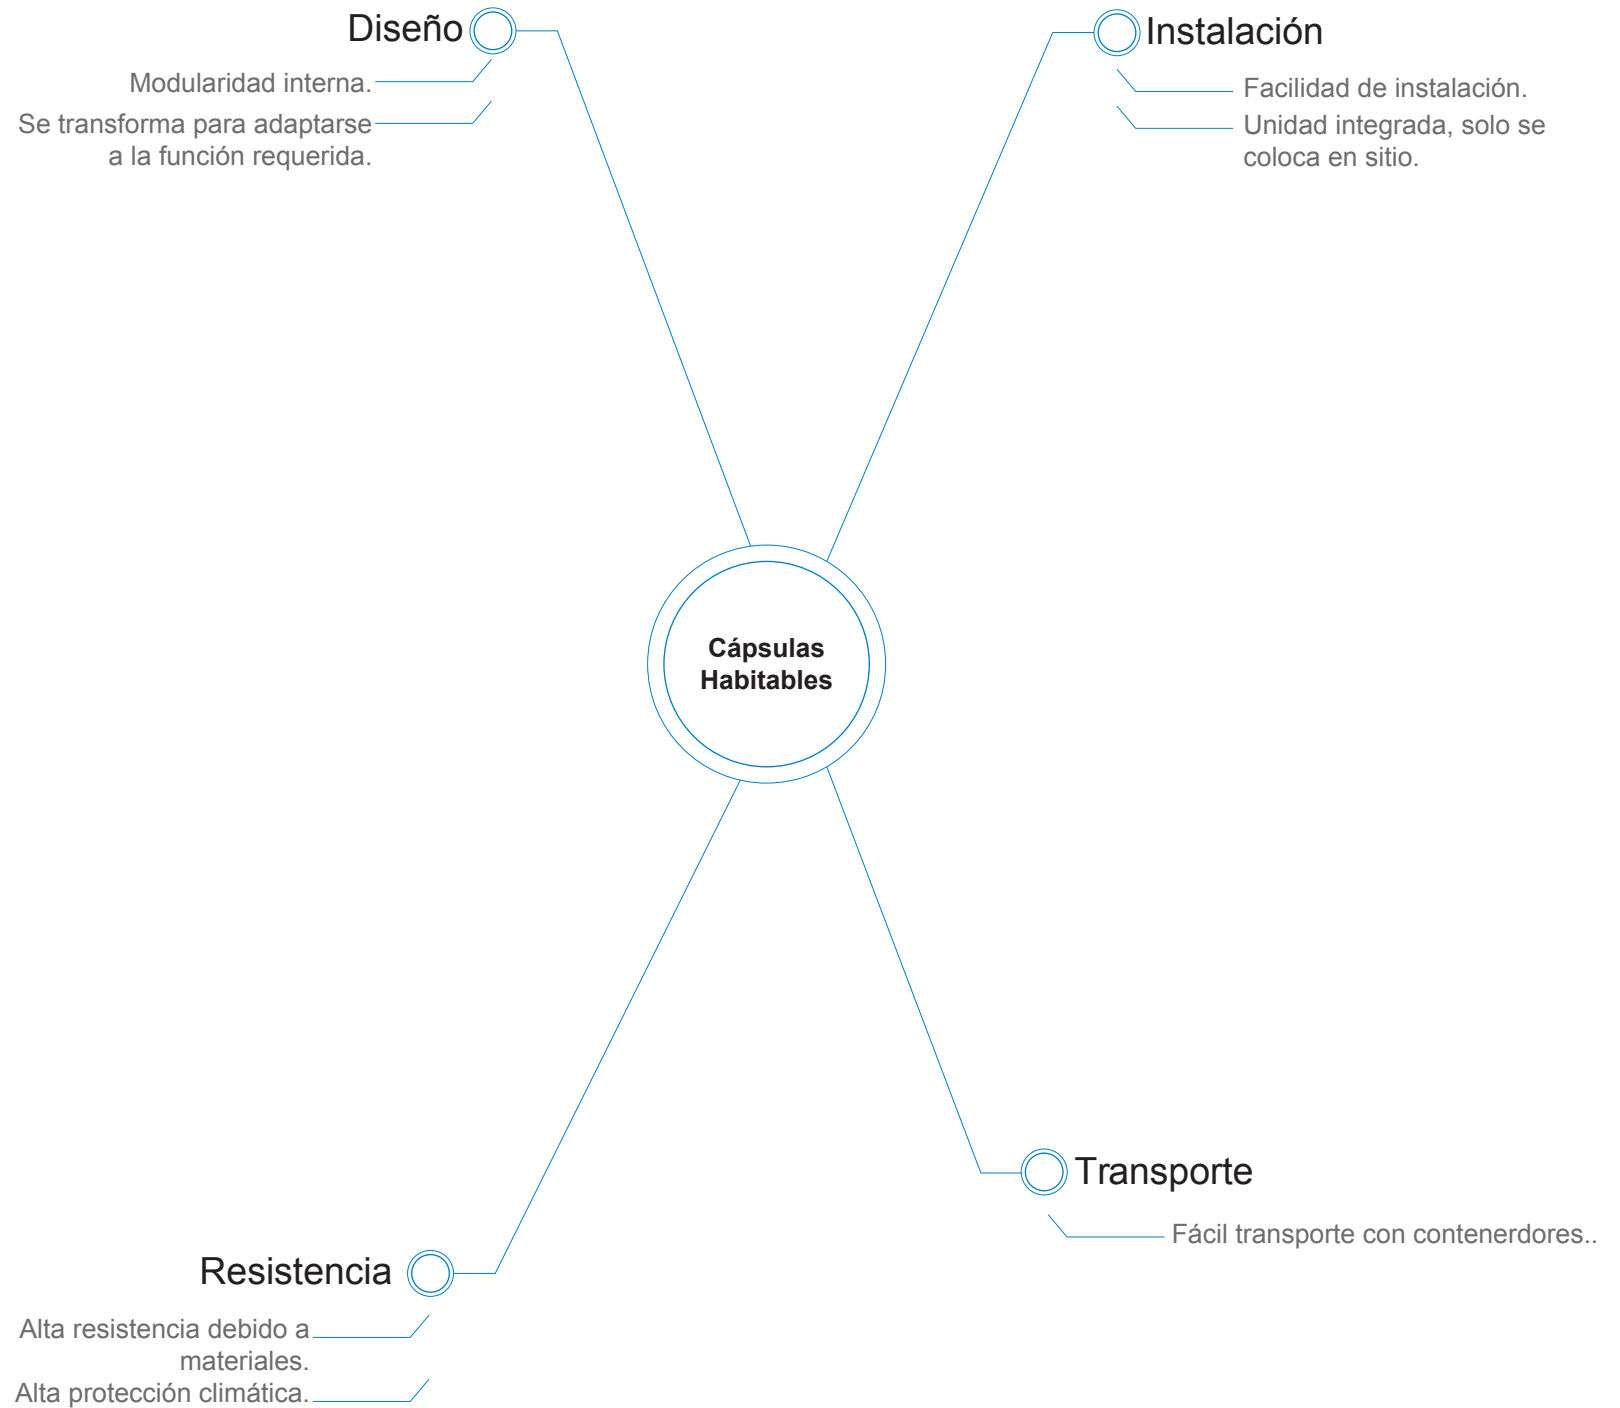 Diseño
Modularidad interna.
Se transforma para adaptarse
a la función requerida.
Instalación
Facilidad de instalación.
Unidad integrada, solo se
coloca en sitio.
Cápsulas
Habitables
Transporte
Fácil transporte con contenerdores..
Resistencia
Alta resistencia debido a
materiales.
Alta protección climática.